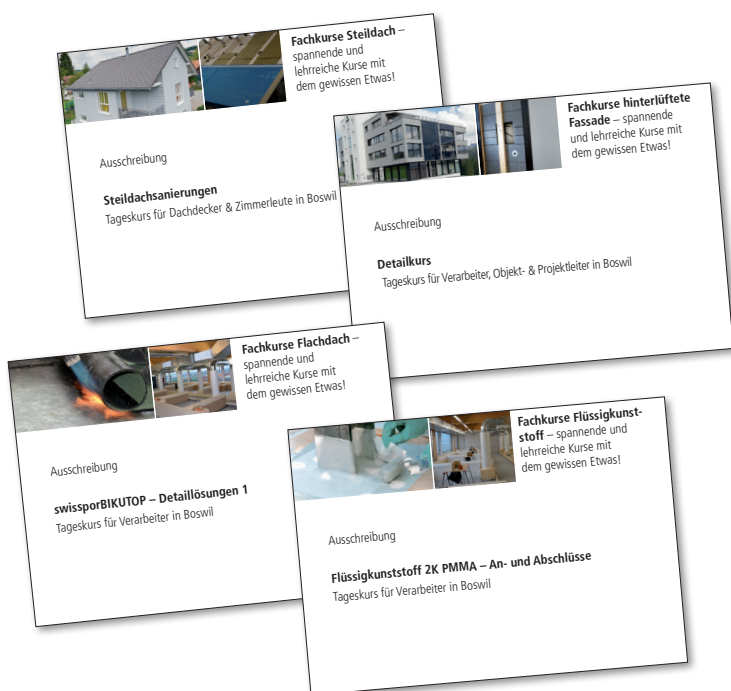 Fachkurse Steildach –
spannende und
lehrreiche Kurse mit
dem gewissen Etwas!
Ausschreibung
Steildachsanierungen
Tageskurs für Dachdecker & Zimmerleute in Boswil
Fachkurse hinterlüftete
Fassade – spannende
und lehrreiche Kurse mit
dem gewissen Etwas!
Ausschreibung
Detailkurs
Tageskurs für Verarbeiter, Objekt- & Projektleiter in Boswil
Fachkurse Flachdach –
spannende und
lehrreiche Kurse mit
dem gewissen Etwas!
Ausschreibung
swissporBIKUTOP – Detaillösungen 1
Tageskurs für Verarbeiter in Boswil
Fachkurse Flüssigkunst-
stoff – spannende und
lehrreiche Kurse mit
dem gewissen Etwas!
Ausschreibung
Flüssigkunststoff 2K PMMA – An- und Abschlüsse
Tageskurs für Verarbeiter in Boswil